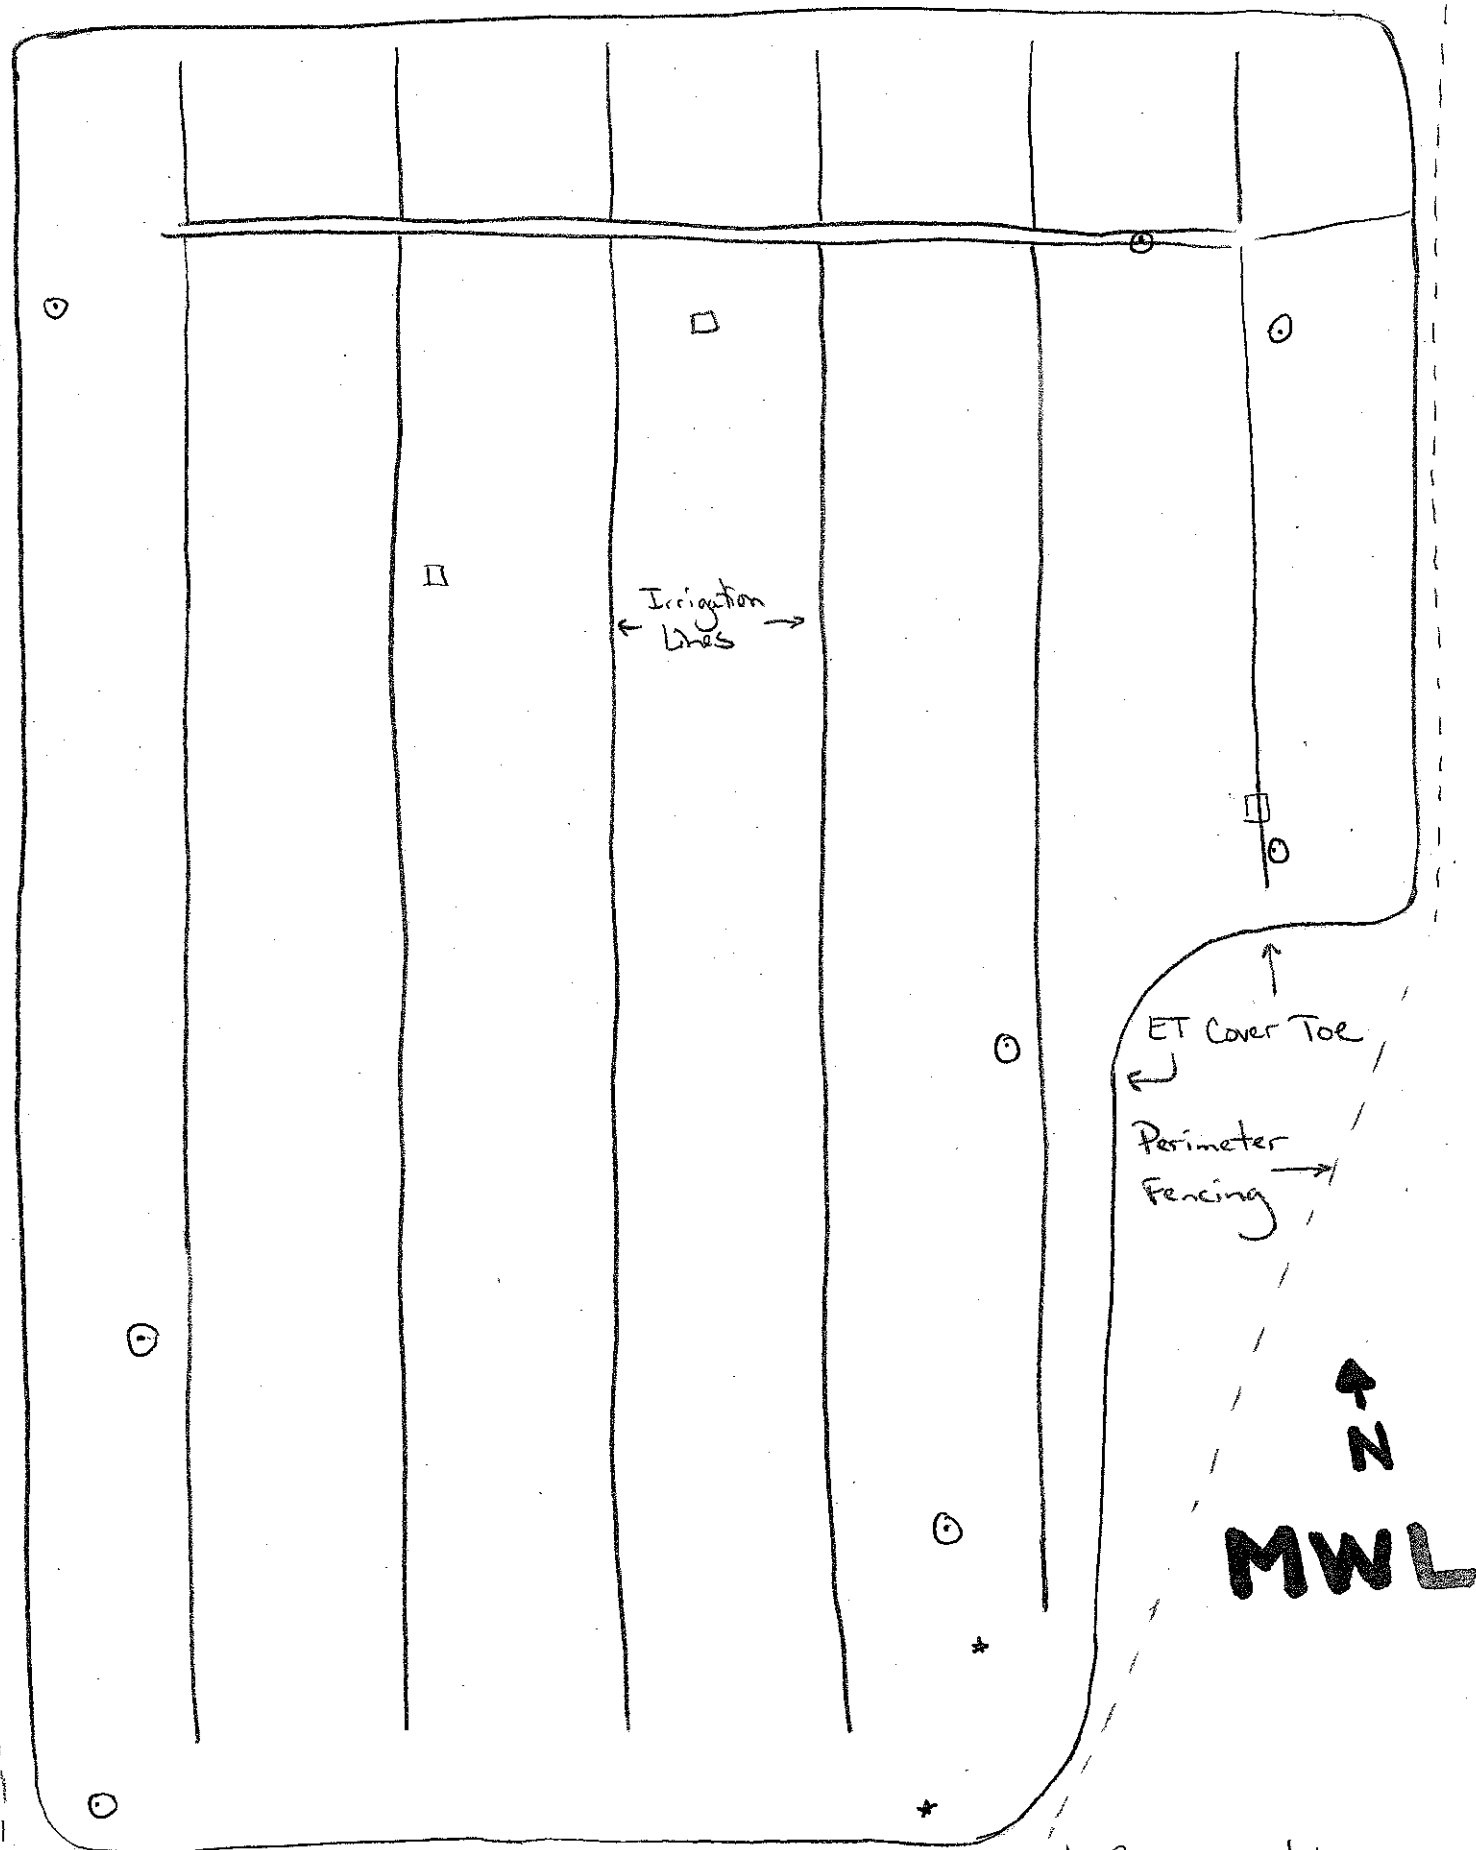 Irrigation
Lines
ET Cover Toe
Perimeter
Fencing
N
MWL